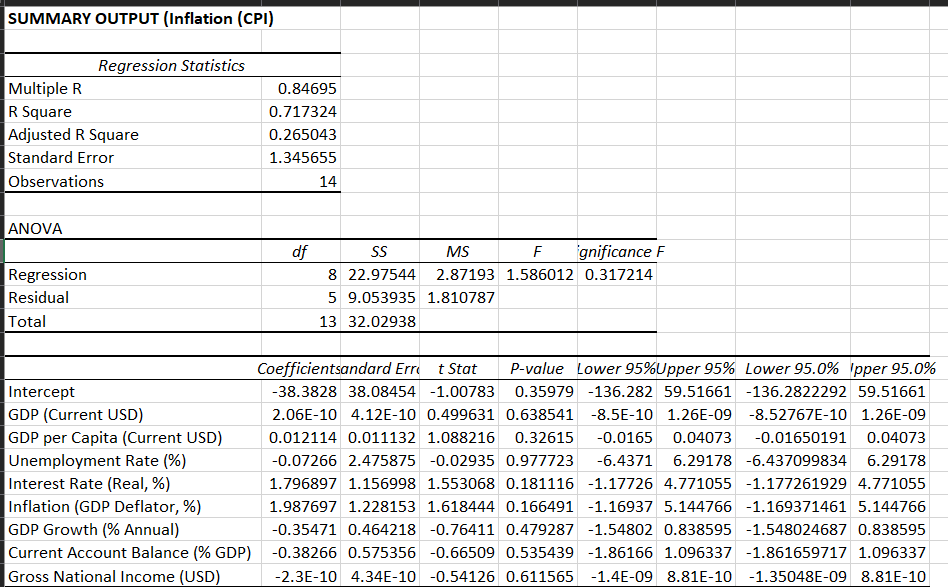 SUMMARY OUTPUT (Inflation (CPI)
Regression Statistics
Multiple R 0.84695
R Square 0.717324
Adjusted R Square 0.265043
Standard Error 1.345655
Observations 14
ANOVA
df SS MS F ignificance F
Regression 8 22.97544 2.87193 1.586012 0.317214
Residual 5 9.053935 1.810787
Total 13 32.02938
Coefficients andard Erro t Stat P-value Lower 95% Upper 95% Lower 95.0% Ipper 95.0%
Intercept -38.3828 38.08454 -1.00783 0.35979 -136.282 59.51661 -136.2822292 59.51661
GDP (Current USD) 2.06E-10 4.12E-10 0.499631 0.638541 -8.5E-10 1.26E-09 -8.52767E-10 1.26E-09
GDP per Capita (Current USD) 0.012114 0.011132 1.088216 0.32615 -0.0165 0.04073 -0.01650191 0.04073
Unemployment Rate (%) -0.07266 2.475875 -0.02935 0.977723 -6.4371 6.29178 -6.437099834 6.29178
Interest Rate (Real, %) 1.796897 1.156998 1.553068 0.181116 -1.17726 4.771055 -1.177261929 4.771055
Inflation (GDP Deflator, %) 1.987697 1.228153 1.618444 0.166491 -1.16937 5.144766 -1.169371461 5.144766
GDP Growth (% Annual) -0.35471 0.464218 -0.76411 0.479287 -1.54802 0.838595 -1.548024687 0.838595
Current Account Balance (% GDP) -0.38266 0.575356 -0.66509 0.535439 -1.86166 1.096337 -1.861659717 1.096337
Gross National Income (USD) -2.3E-10 4.34E-10 -0.54126 0.611565 -1.4E-09 8.81E-10 -1.35048E-09 8.81E-10